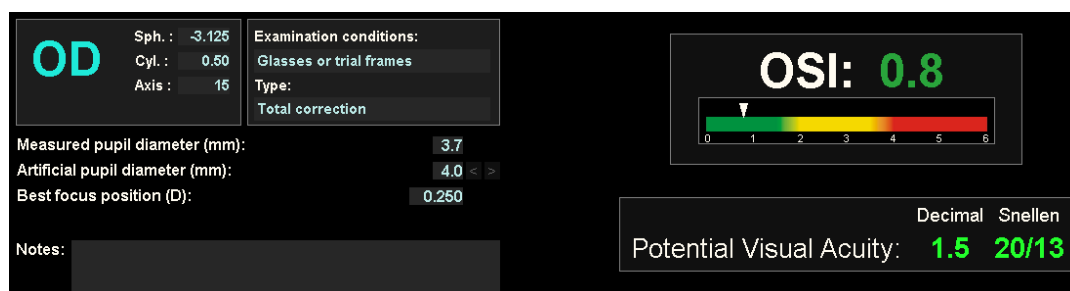 OD
Sph. : -3.125
Cyl. : 0.50
Axis : 15
Examination conditions:
Glasses or trial frames
Type:
Total correction
Measured pupil diameter (mm): 3.7
Artificial pupil diameter (mm): 4.0 < >
Best focus position (D): 0.250
Notes:
OSI: 0.8
0 1 2 3 4 5 6
Decimal Snellen
Potential Visual Acuity: 1.5 20/13